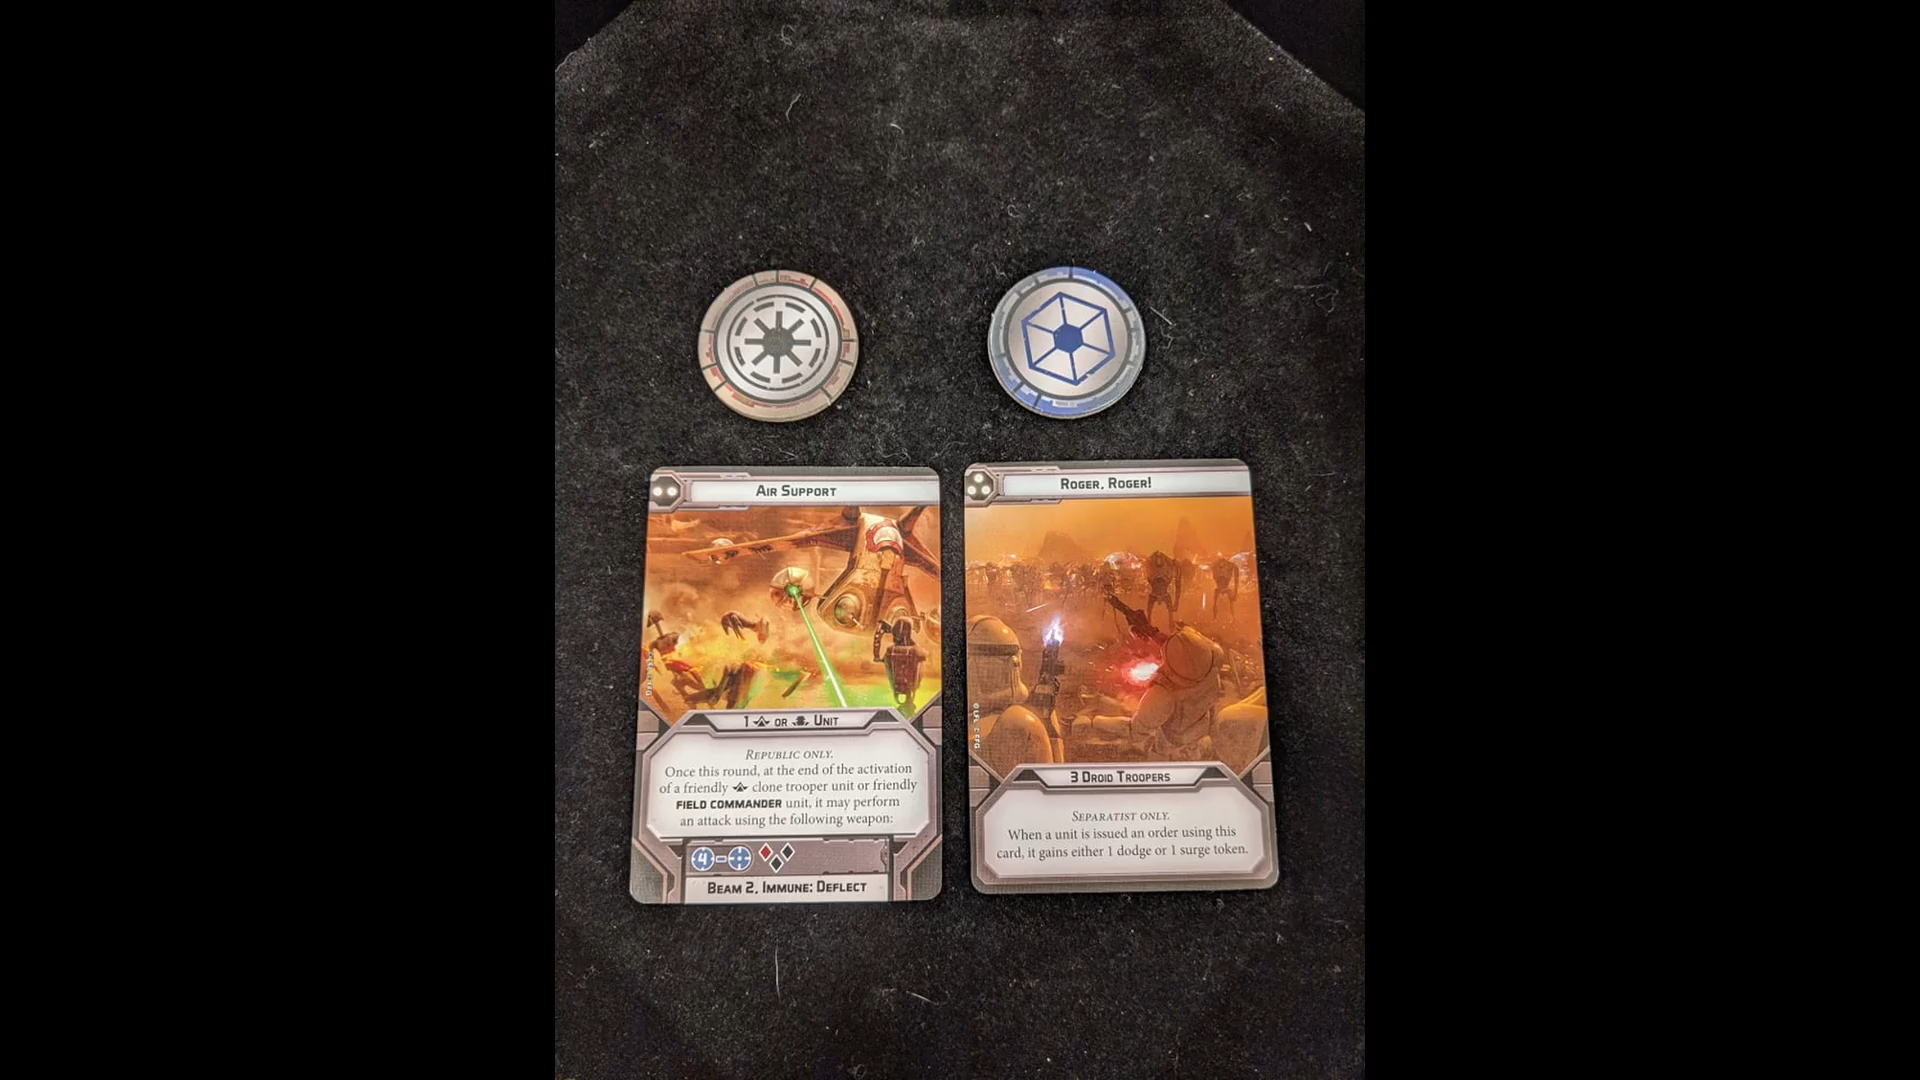 AIR SUPPORT
1 OR UNIT
REPUBLIC ONLY.
Once this round, at the end of the activation
of a friendly clone trooper unit or friendly
FIELD COMMANDER unit, it may perform
an attack using the following weapon:
4 –
BEAM 2, IMMUNE: DEFLECT
ROGER, ROGER!
3 DROID TROOPERS
SEPARATIST ONLY.
When a unit is issued an order using this
card, it gains either 1 dodge or 1 surge token.